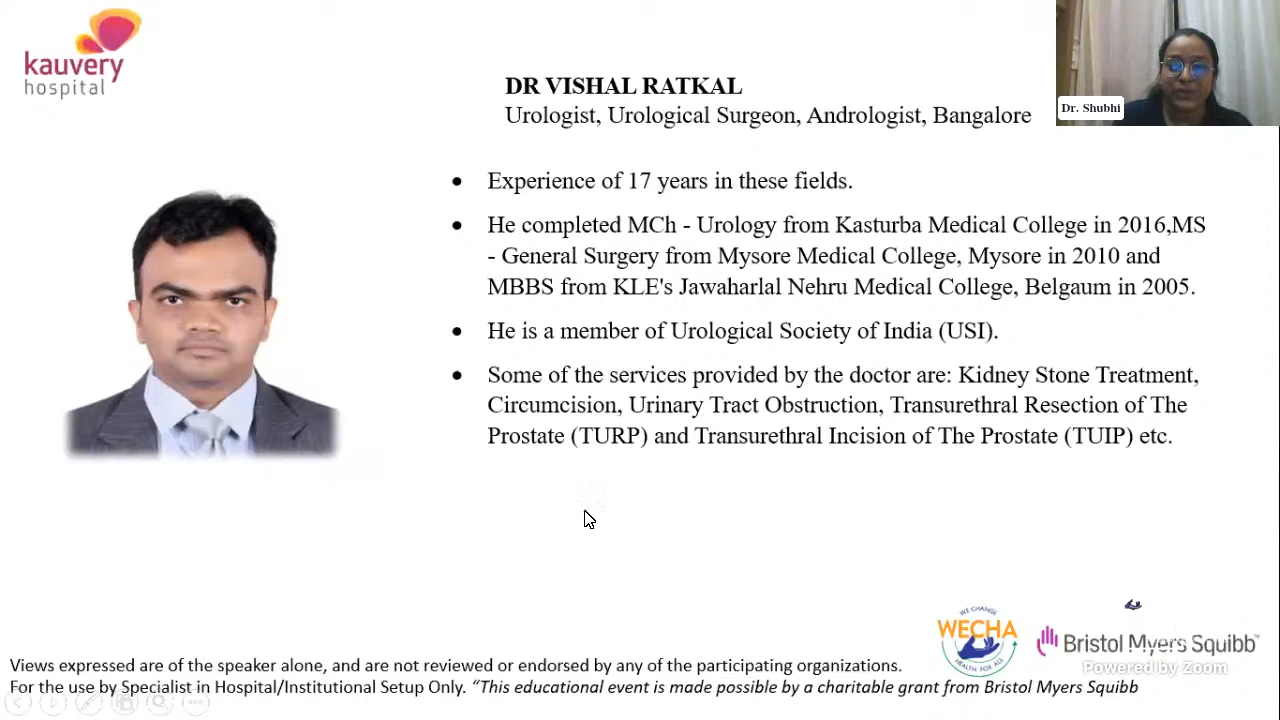 kauvery
hospital
DR VISHAL RATKAL
Urologist, Urological Surgeon, Andrologist, Bangalore
Dr. Shubhi
• Experience of 17 years in these fields.
• He completed MCh - Urology from Kasturba Medical College in 2016,MS
- General Surgery from Mysore Medical College, Mysore in 2010 and
MBBS from KLE's Jawaharlal Nehru Medical College, Belgaum in 2005.
• He is a member of Urological Society of India (USI).
• Some of the services provided by the doctor are: Kidney Stone Treatment,
Circumcision, Urinary Tract Obstruction, Transurethral Resection of The
Prostate (TURP) and Transurethral Incision of The Prostate (TUIP) etc.
WE CHANGE
WECHA
HEALTH FOR ALL
Bristol Myers Squibb™
Powered by Zoom
Views expressed are of the speaker alone, and are not reviewed or endorsed by any of the participating organizations.
For the use by Specialist in Hospital/Institutional Setup Only. “This educational event is made possible by a charitable grant from Bristol Myers Squibb